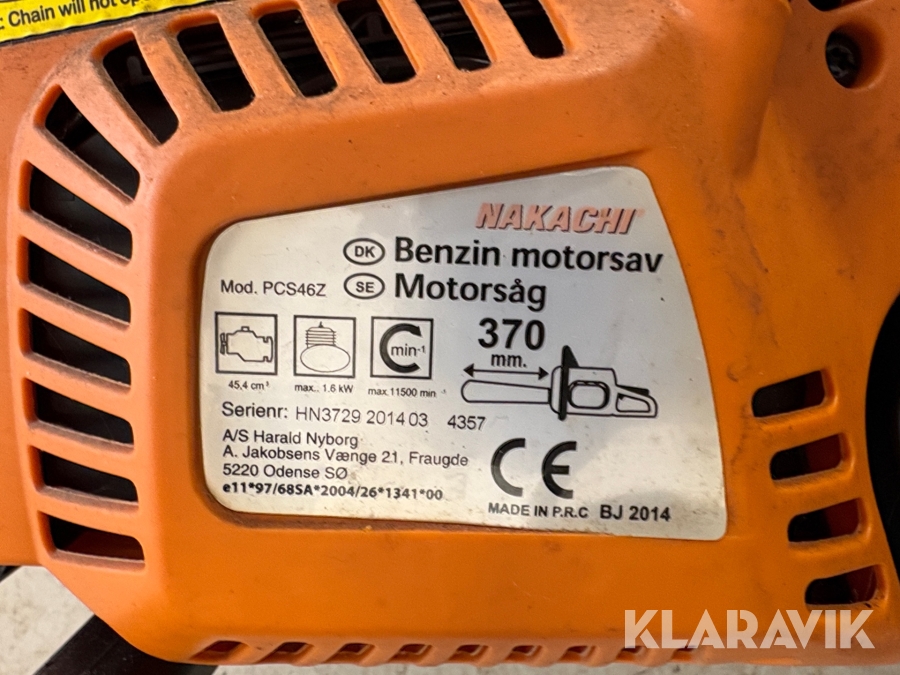 : Chain will not
NAKACHI
DK Benzin motorsav
Mod. PCS46Z SE Motorsåg
370
mm.
min⁻¹
45,4 cm³ max.. 1.6 kW max.11500 min⁻¹
Serienr: HN3729 2014 03 4357
A/S Harald Nyborg
A. Jakobsens Vænge 21, Fraugde
5220 Odense SØ
e11*97/68SA*2004/26*1341*00
CE
MADE IN P.R.C BJ 2014
KLARAVIK